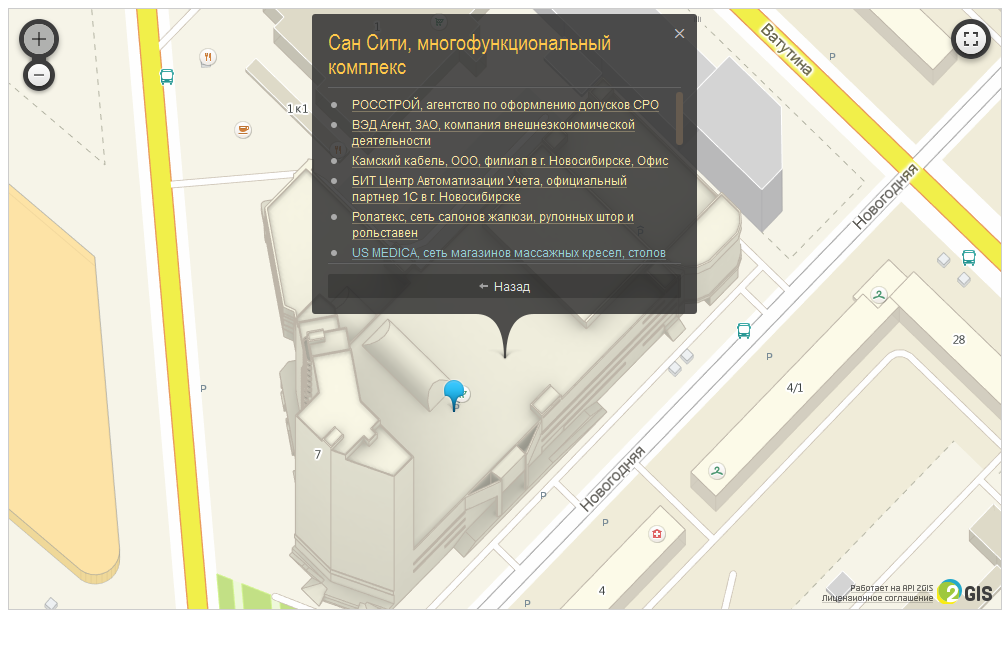 Сан Сити, многофункциональный
комплекс
РОССТРОЙ, агентство по оформлению допусков СРО
ВЭД Агент, ЗАО, компания внешнеэкономической
деятельности
Камский кабель, ООО, филиал в г. Новосибирске, Офис
БИТ Центр Автоматизации Учета, официальный
партнер 1С в г. Новосибирске
Ролатекс, сеть салонов жалюзи, рулонных штор и
рольставен
US MEDICA, сеть магазинов массажных кресел, столов
← Назад
Ватутина
P
1к1
Новогодняя
28
P
4/1
P
7
Новогодняя
P
P
4
P
Работает на API 2GIS
Лицензионное соглашение
2GIS